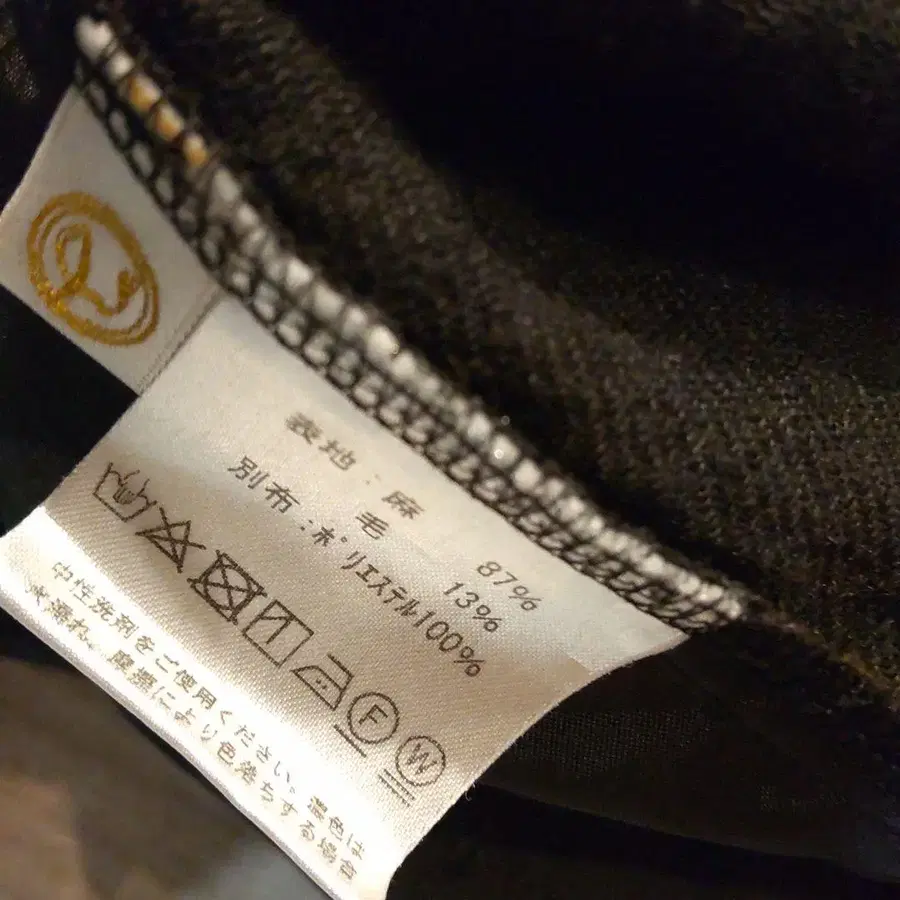 表地:麻 87%
毛 13%
別布:ポリエステル100%
F
W
中性洗剤をご使用ください。濃色は
水濡れ、摩擦により色落ちする場合